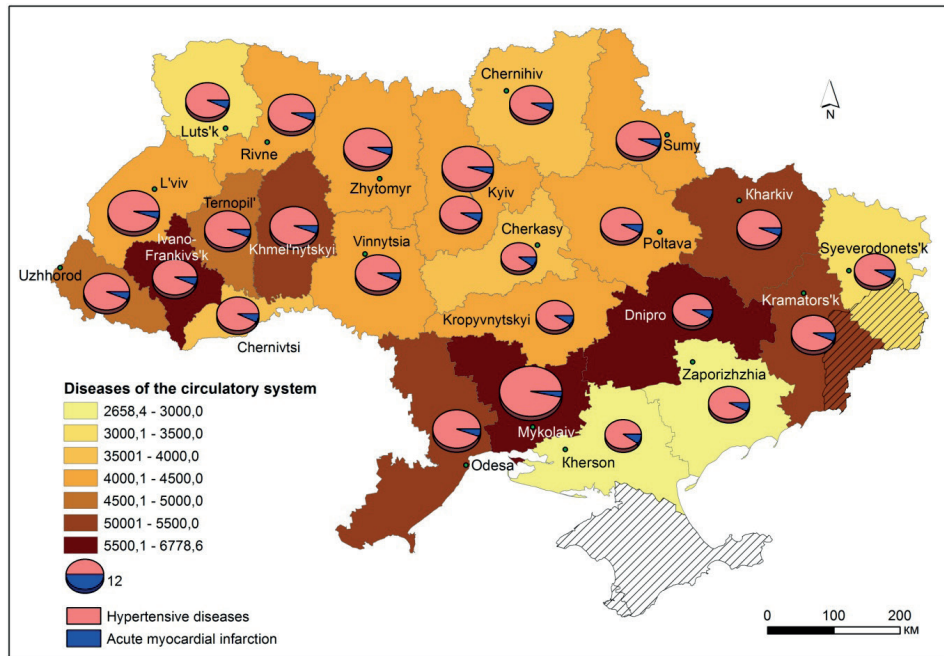 Chernihiv
N
Luts'k
Rivne
Sumy
L'viv
Zhytomyr
Kyiv
Ternopil'
Kharkiv
Ivano-
Frankivs'k
Khmel'nytskyi
Vinnytsia
Cherkasy
Poltava
Syeverodonets'k
Uzhhorod
Kramators'k
Chernivtsi
Kropyvnytskyi
Dnipro
Zaporizhzhia
Mykolaiv
Odesa
Kherson
Diseases of the circulatory system
2658,4 - 3000,0
3000,1 - 3500,0
35001 - 4000,0
4000,1 - 4500,0
4500,1 - 5000,0
50001 - 5500,0
5500,1 - 6778,6
12
Hypertensive diseases
Acute myocardial infarction
0 100 200
КМ